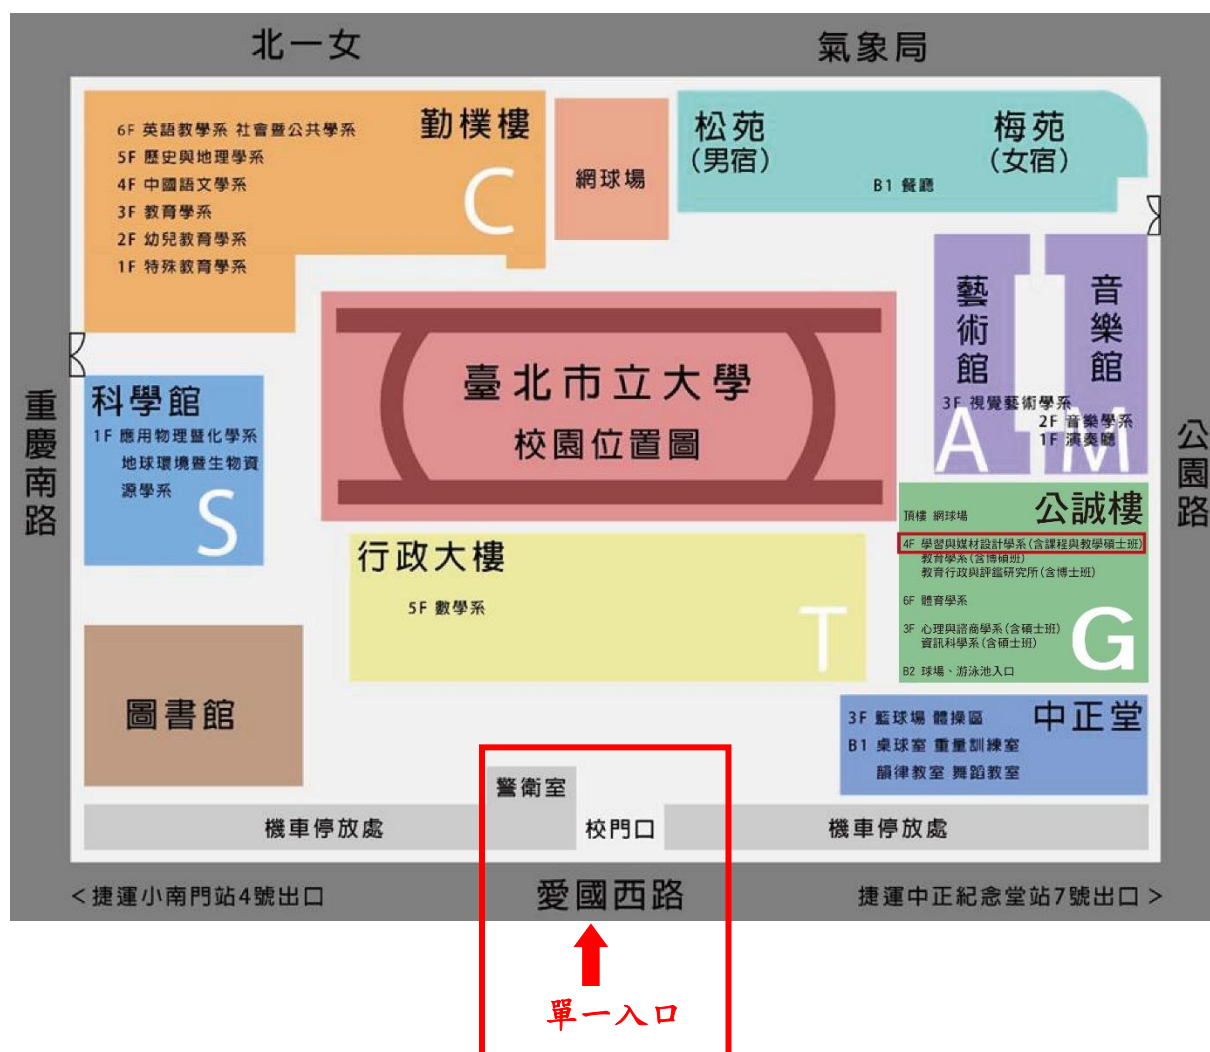 北一女
氣象局
勤樸樓
6F 英語教學系 社會暨公共學系
5F 歷史與地理學系
4F 中國語文學系
3F 教育學系
2F 幼兒教育學系
1F 特殊教育學系
C
網球場
松苑
(男宿)
梅苑
(女宿)
B1 餐廳
藝術館
3F 視覺藝術學系
A
音樂館
2F 音樂學系
1F 演奏廳
M
重慶南路
公園路
科學館
1F 應用物理暨化學系
地球環境暨生物資
源學系
S
臺北市立大學
校園位置圖
行政大樓
5F 數學系
T
公誠樓
頂樓 網球場
4F 學習與媒材設計學系(含課程與教學碩士班)
教育學系(含博碩班)
教育行政與評鑑研究所(含博士班)
6F 體育學系
3F 心理與諮商學系(含碩士班)
資訊科學系(含碩士班)
B2 球場、游泳池入口
G
圖書館
中正堂
3F 籃球場 體操區
B1 桌球室 重量訓練室
韻律教室 舞蹈教室
警衛室
機車停放處
校門口
機車停放處
<捷運小南門站4號出口
愛國西路
捷運中正紀念堂站7號出口>
單一入口